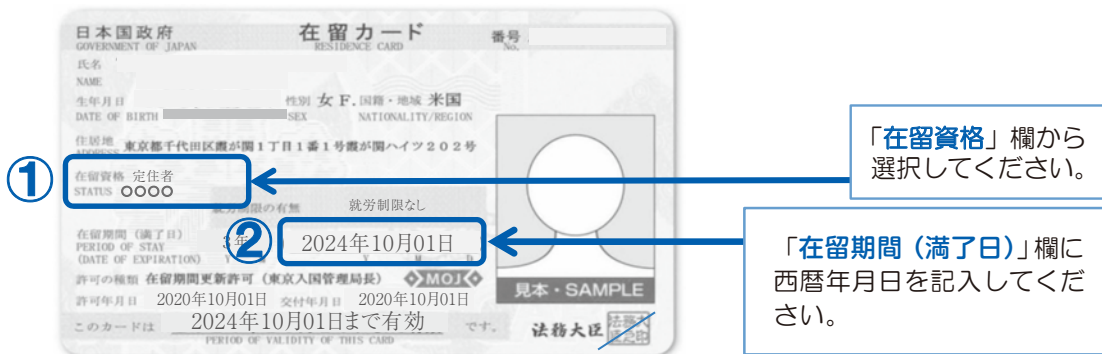 日本国政府 在留カード 番号
GOVERNMENT OF JAPAN RESIDENCE CARD No.
氏名
NAME
生年月日 性別 女 F. 国籍・地域 米国
DATE OF BIRTH SEX NATIONALITY/REGION
住居地 東京都千代田区霞が関1丁目1番1号霞が関ハイツ202号
ADDRESS
① 在留資格 定住者
STATUS ○○○○
「在留資格」欄から
選択してください。
就労制限の有無 就労制限なし
在留期間(満了日) 3年 ② 2024年10月01日
PERIOD OF STAY
(DATE OF EXPIRATION) Y Y M D
「在留期間(満了日)」欄に
西暦年月日を記入してくだ
さい。
許可の種類 在留期間更新許可(東京入国管理局長) MOJ
許可年月日 2020年10月01日 交付年月日 2020年10月01日
見本・SAMPLE
このカードは 2024年10月01日まで有効 です。
PERIOD OF VALIDITY OF THIS CARD
法務大臣